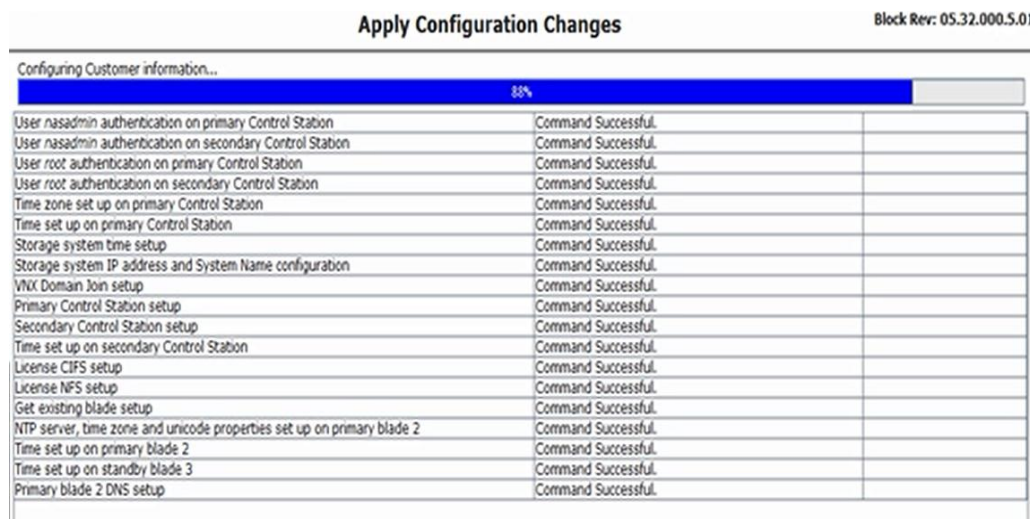 Apply Configuration Changes
Block Rev: 05.32.000.5.01
Configuring Customer information...
88%
User nasadmin authentication on primary Control Station Command Successful.
User nasadmin authentication on secondary Control Station Command Successful.
User root authentication on primary Control Station Command Successful.
User root authentication on secondary Control Station Command Successful.
Time zone set up on primary Control Station Command Successful.
Time set up on primary Control Station Command Successful.
Storage system time setup Command Successful.
Storage system IP address and System Name configuration Command Successful.
VNX Domain Join setup Command Successful.
Primary Control Station setup Command Successful.
Secondary Control Station setup Command Successful.
Time set up on secondary Control Station Command Successful.
License CIFS setup Command Successful.
License NFS setup Command Successful.
Get existing blade setup Command Successful.
NTP server, time zone and unicode properties set up on primary blade 2 Command Successful.
Time set up on primary blade 2 Command Successful.
Time set up on standby blade 3 Command Successful.
Primary blade 2 DNS setup Command Successful.